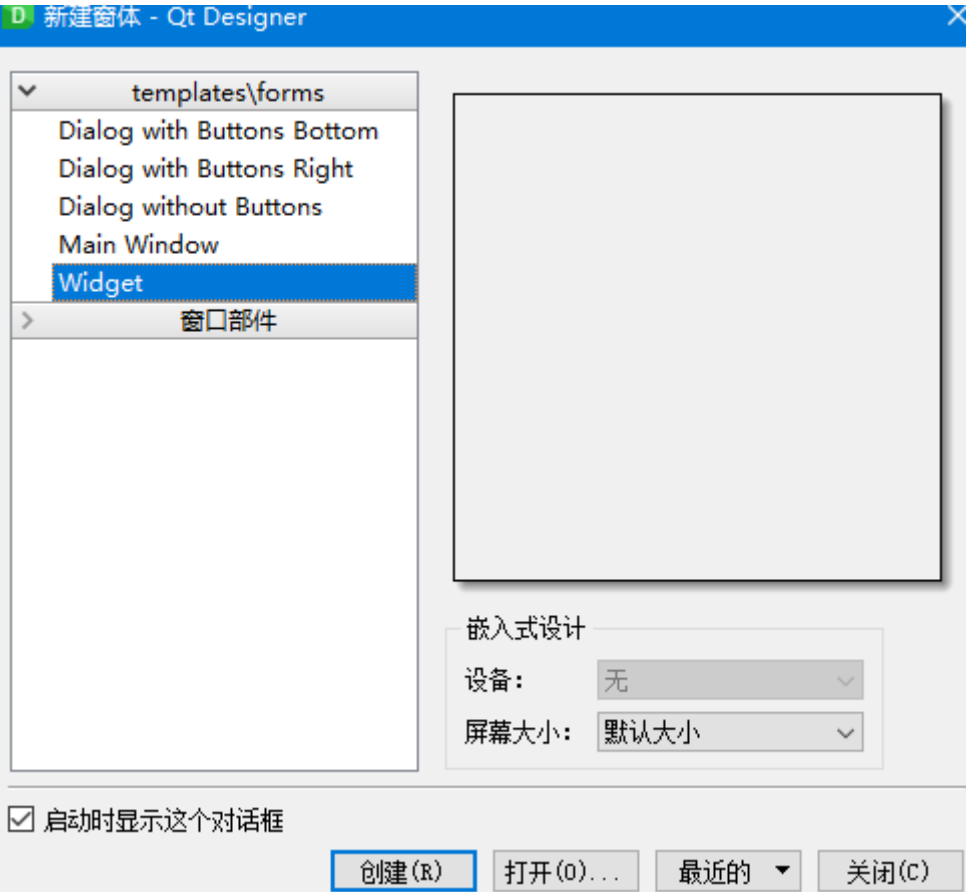 D 新建窗体 - Qt Designer
templates\forms
Dialog with Buttons Bottom
Dialog with Buttons Right
Dialog without Buttons
Main Window
Widget
窗口部件
嵌入式设计
设备: 无
屏幕大小: 默认大小
启动时显示这个对话框
创建(R) 打开(O)... 最近的 关闭(C)